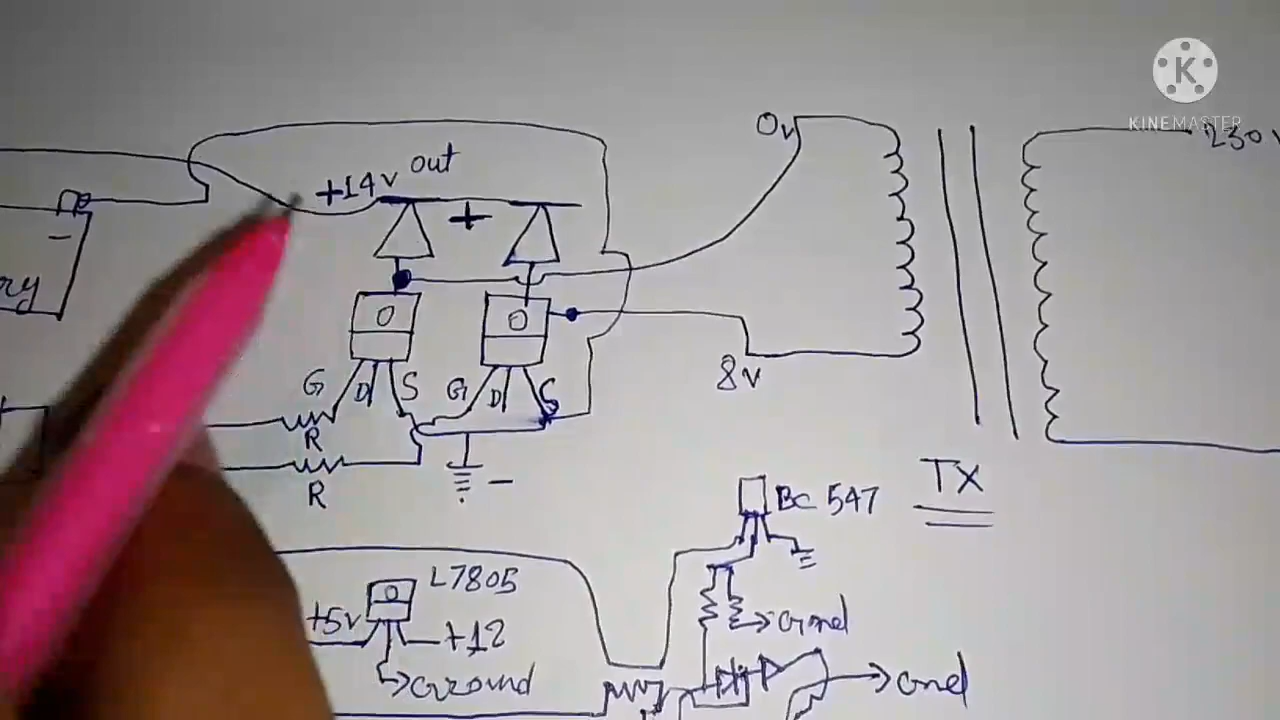 K
KINEMASTER
0v
230V
out
+14v
+
-
ry
O
O
8v
G D S
G D S
R
R
-
TX
BC 547
L7805
O
+5v
+12
Gnd
Ground
Gnd